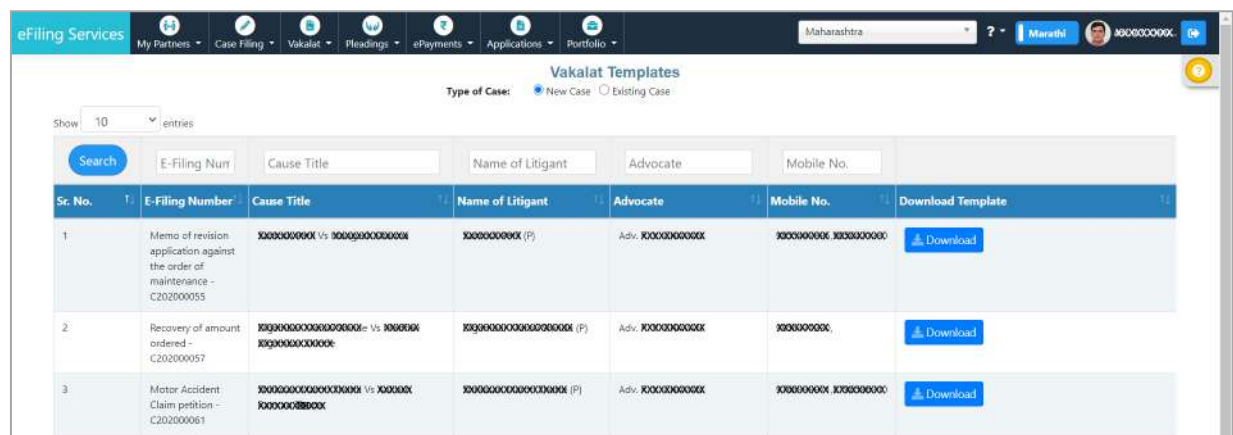 eFiling Services My Partners Case Filing Vakalat Pleadings ePayments Applications Portfolio Maharashtra ? Marathi
Vakalat Templates
Type of Case: New Case Existing Case
Show 10 entries
Search E-Filing Num Cause Title Name of Litigant Advocate Mobile No.
Sr. No. E-Filing Number Cause Title Name of Litigant Advocate Mobile No. Download Template
1 Memo of revision Vs (P) Adv. Download
application against
the order of
maintenance -
C202000055
2 Recovery of amount Vs (P) Adv. Download
ordered -
C202000057
3 Motor Accident Vs (P) Adv. Download
Claim petition -
C202000061